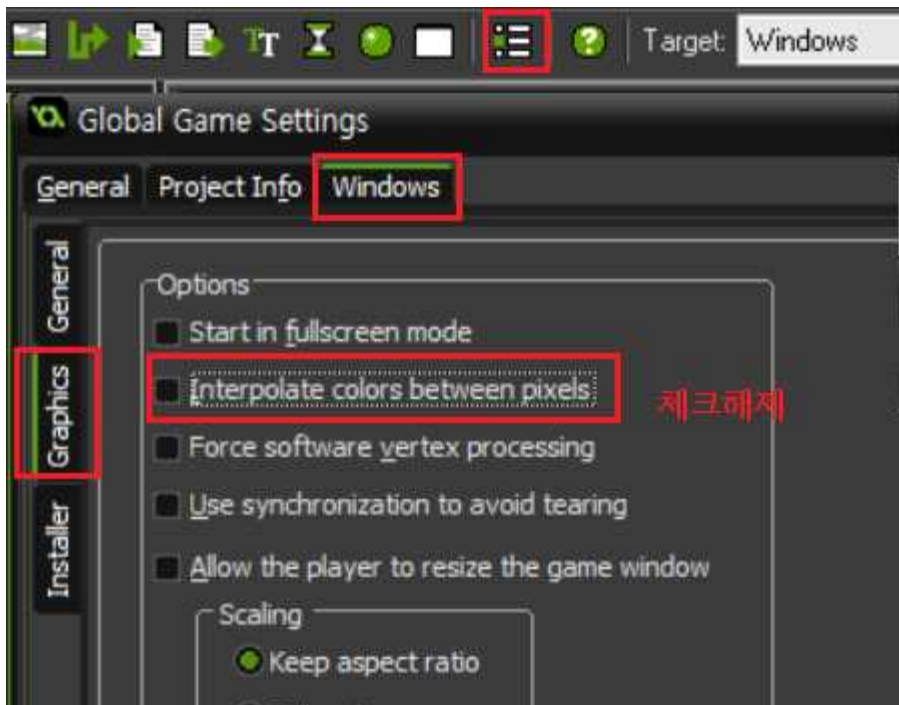 Target: Windows
Global Game Settings
General Project Info Windows
General
Graphics
Installer
Options
Start in fullscreen mode
Interpolate colors between pixels
체크해제
Force software vertex processing
Use synchronization to avoid tearing
Allow the player to resize the game window
Scaling
Keep aspect ratio